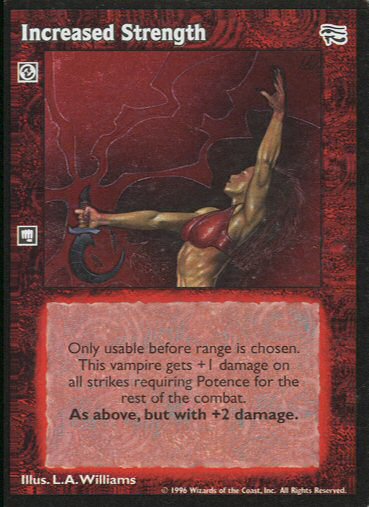 Increased Strength
Only usable before range is chosen.
This vampire gets +1 damage on
all strikes requiring Potence for the
rest of the combat.
As above, but with +2 damage.
Illus. L.A. Williams
© 1996 Wizards of the Coast, Inc. All Rights Reserved.